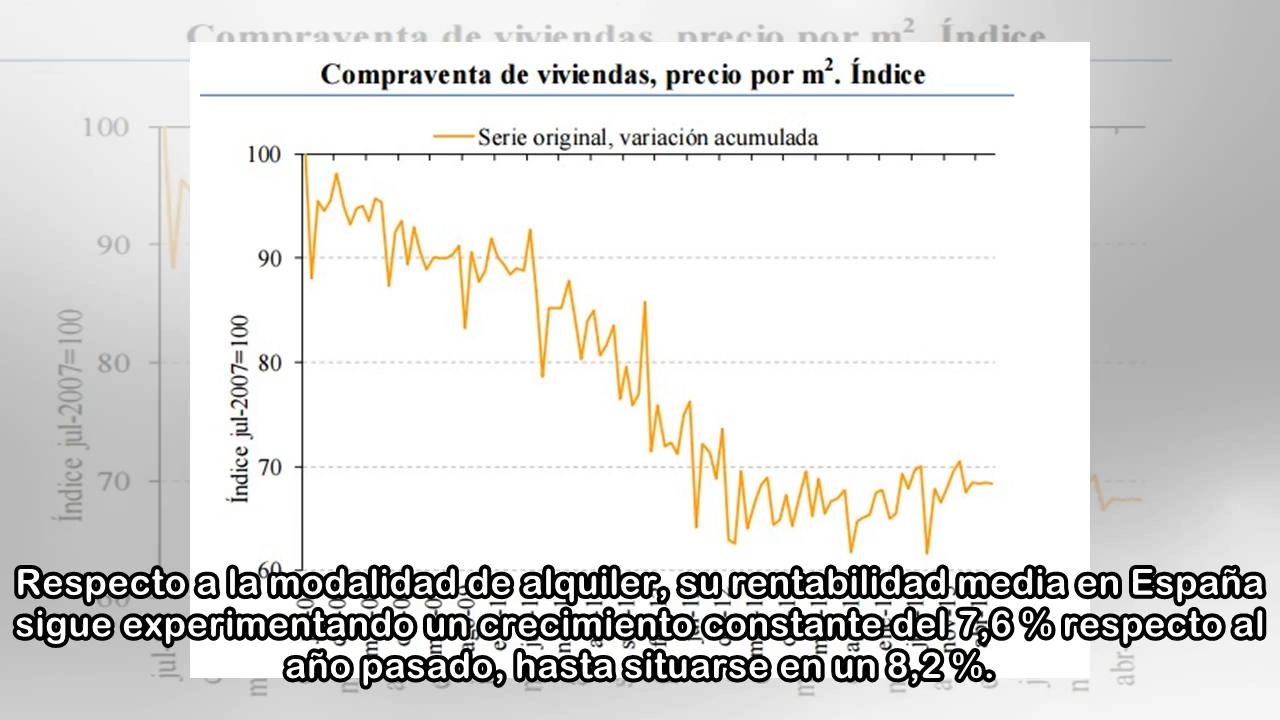 Compraventa de viviendas, precio por m². Índice
Serie original, variación acumulada
100
90
80
70
60
Índice jul-2007=100
Respecto a la modalidad de alquiler, su rentabilidad media en España
sigue experimentando un crecimiento constante del 7,6 % respecto al
año pasado, hasta situarse en un 8,2 %.